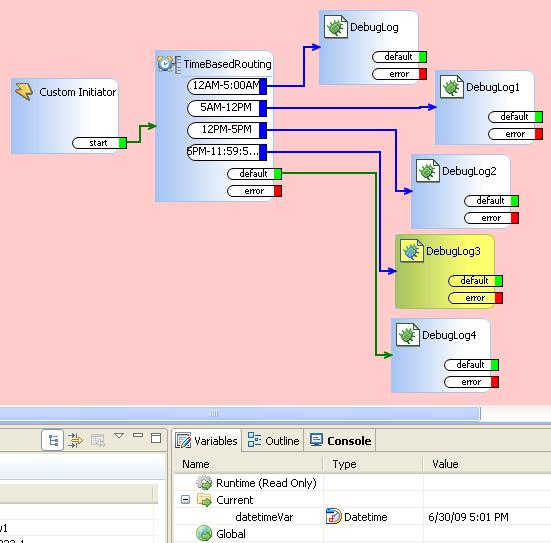 DebugLog
default
error
TimeBasedRouting
12AM-5:00AM
5AM-12PM
12PM-5PM
5PM-11:59:5...
default
error
Custom Initiator
start
DebugLog1
default
error
DebugLog2
default
error
DebugLog3
default
error
DebugLog4
default
error
Variables Outline Console
Name Type Value
Runtime (Read Only)
Current
datetimeVar Datetime 6/30/09 5:01 PM
Global